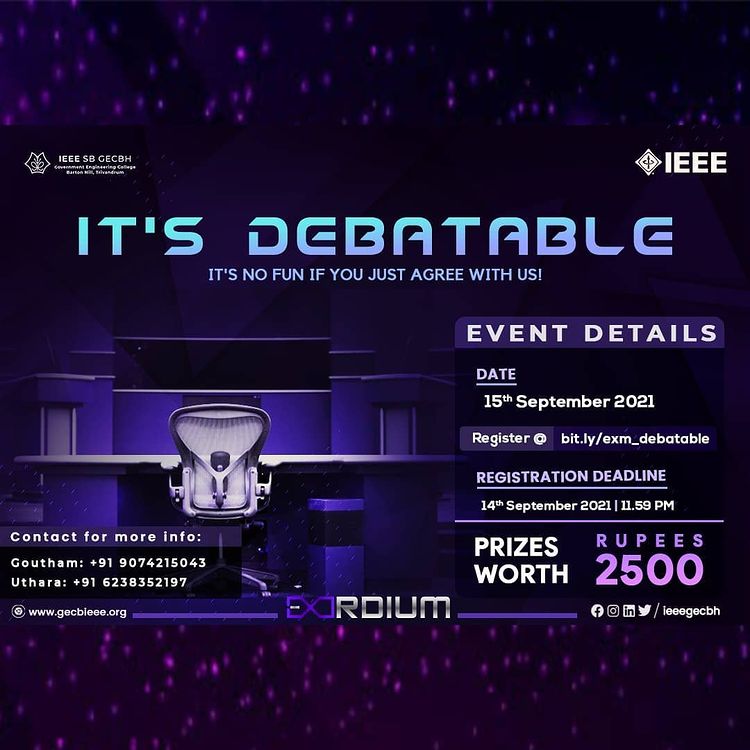 IEEE SB GECBH
Government Engineering College
Barton Hill, Trivandrum
IEEE
IT'S DEBATABLE
IT'S NO FUN IF YOU JUST AGREE WITH US!
EVENT DETAILS
DATE
15th September 2021
Register @ bit.ly/exm_debatable
REGISTRATION DEADLINE
14th September 2021 | 11.59 PM
PRIZES
WORTH
RUPEES
2500
Contact for more info:
Goutham: +91 9074215043
Uthara: +91 6238352197
www.gecbieee.org
EXORDIUM
/ ieeegecbh